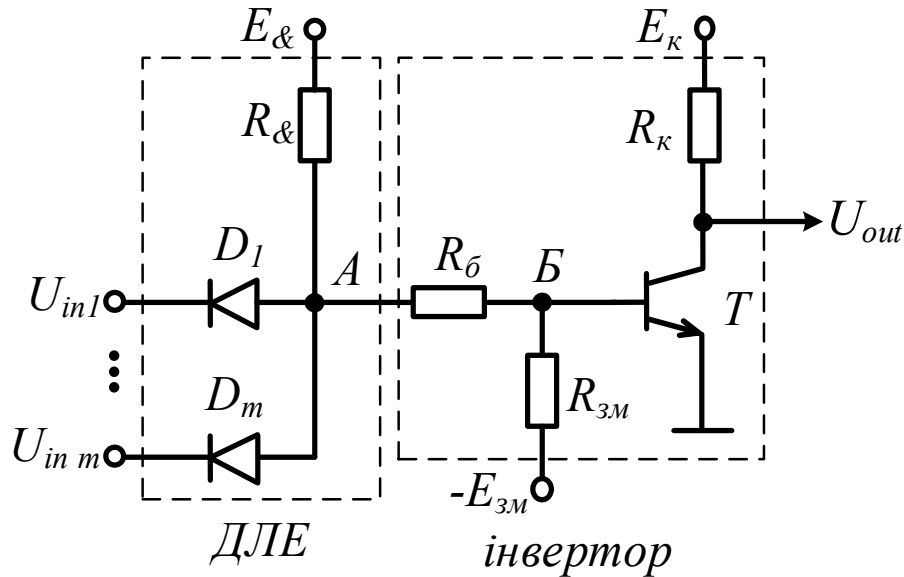 E& Eк
R& Rк
Uout
D1 A Rб Б
Uin1 T
Dm Rзм
Uin m
-Eзм
ДЛЕ інвертор